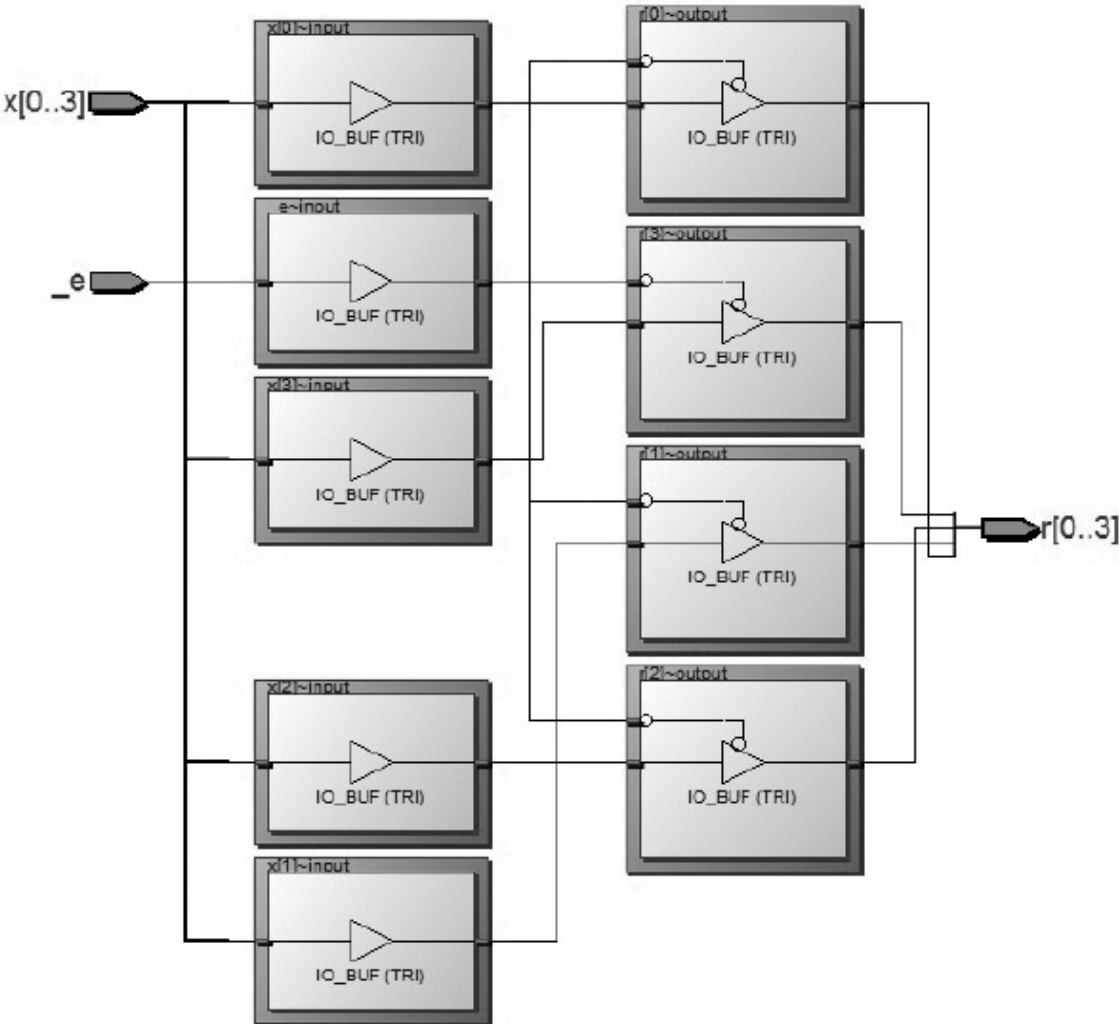 x[0]~input
r[0]~output
x[0..3]
IO_BUF (TRI)
IO_BUF (TRI)
e~input
r[3]~output
_e
IO_BUF (TRI)
IO_BUF (TRI)
x[3]~input
r[1]~output
IO_BUF (TRI)
r[0..3]
IO_BUF (TRI)
x[2]~input
r[2]~output
IO_BUF (TRI)
IO_BUF (TRI)
x[1]~input
IO_BUF (TRI)